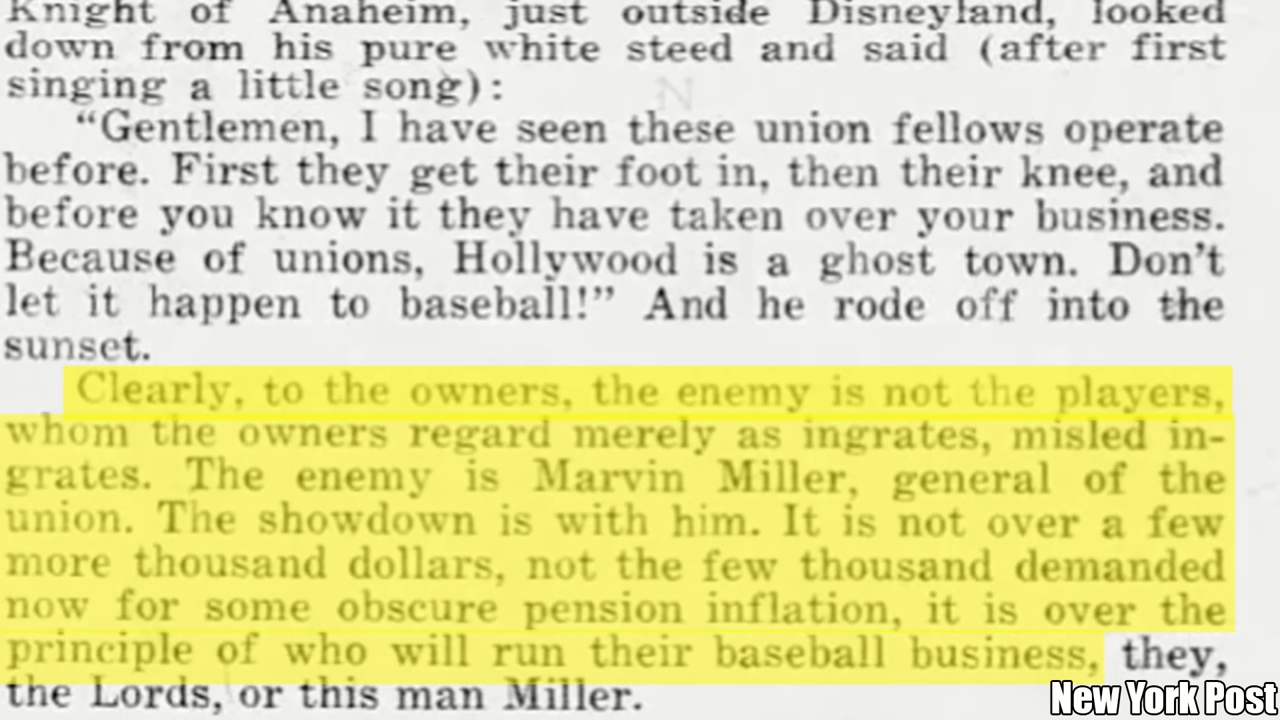 Knight of Anaheim, just outside Disneyland, looked
down from his pure white steed and said (after first
singing a little song):
“Gentlemen, I have seen these union fellows operate
before. First they get their foot in, then their knee, and
before you know it they have taken over your business.
Because of unions, Hollywood is a ghost town. Don’t
let it happen to baseball!” And he rode off into the
sunset.
Clearly, to the owners, the enemy is not the players,
whom the owners regard merely as ingrates, misled in-
grates. The enemy is Marvin Miller, general of the
union. The showdown is with him. It is not over a few
more thousand dollars, not the few thousand demanded
now for some obscure pension inflation, it is over the
principle of who will run their baseball business, they,
the Lords, or this man Miller.
New York Post